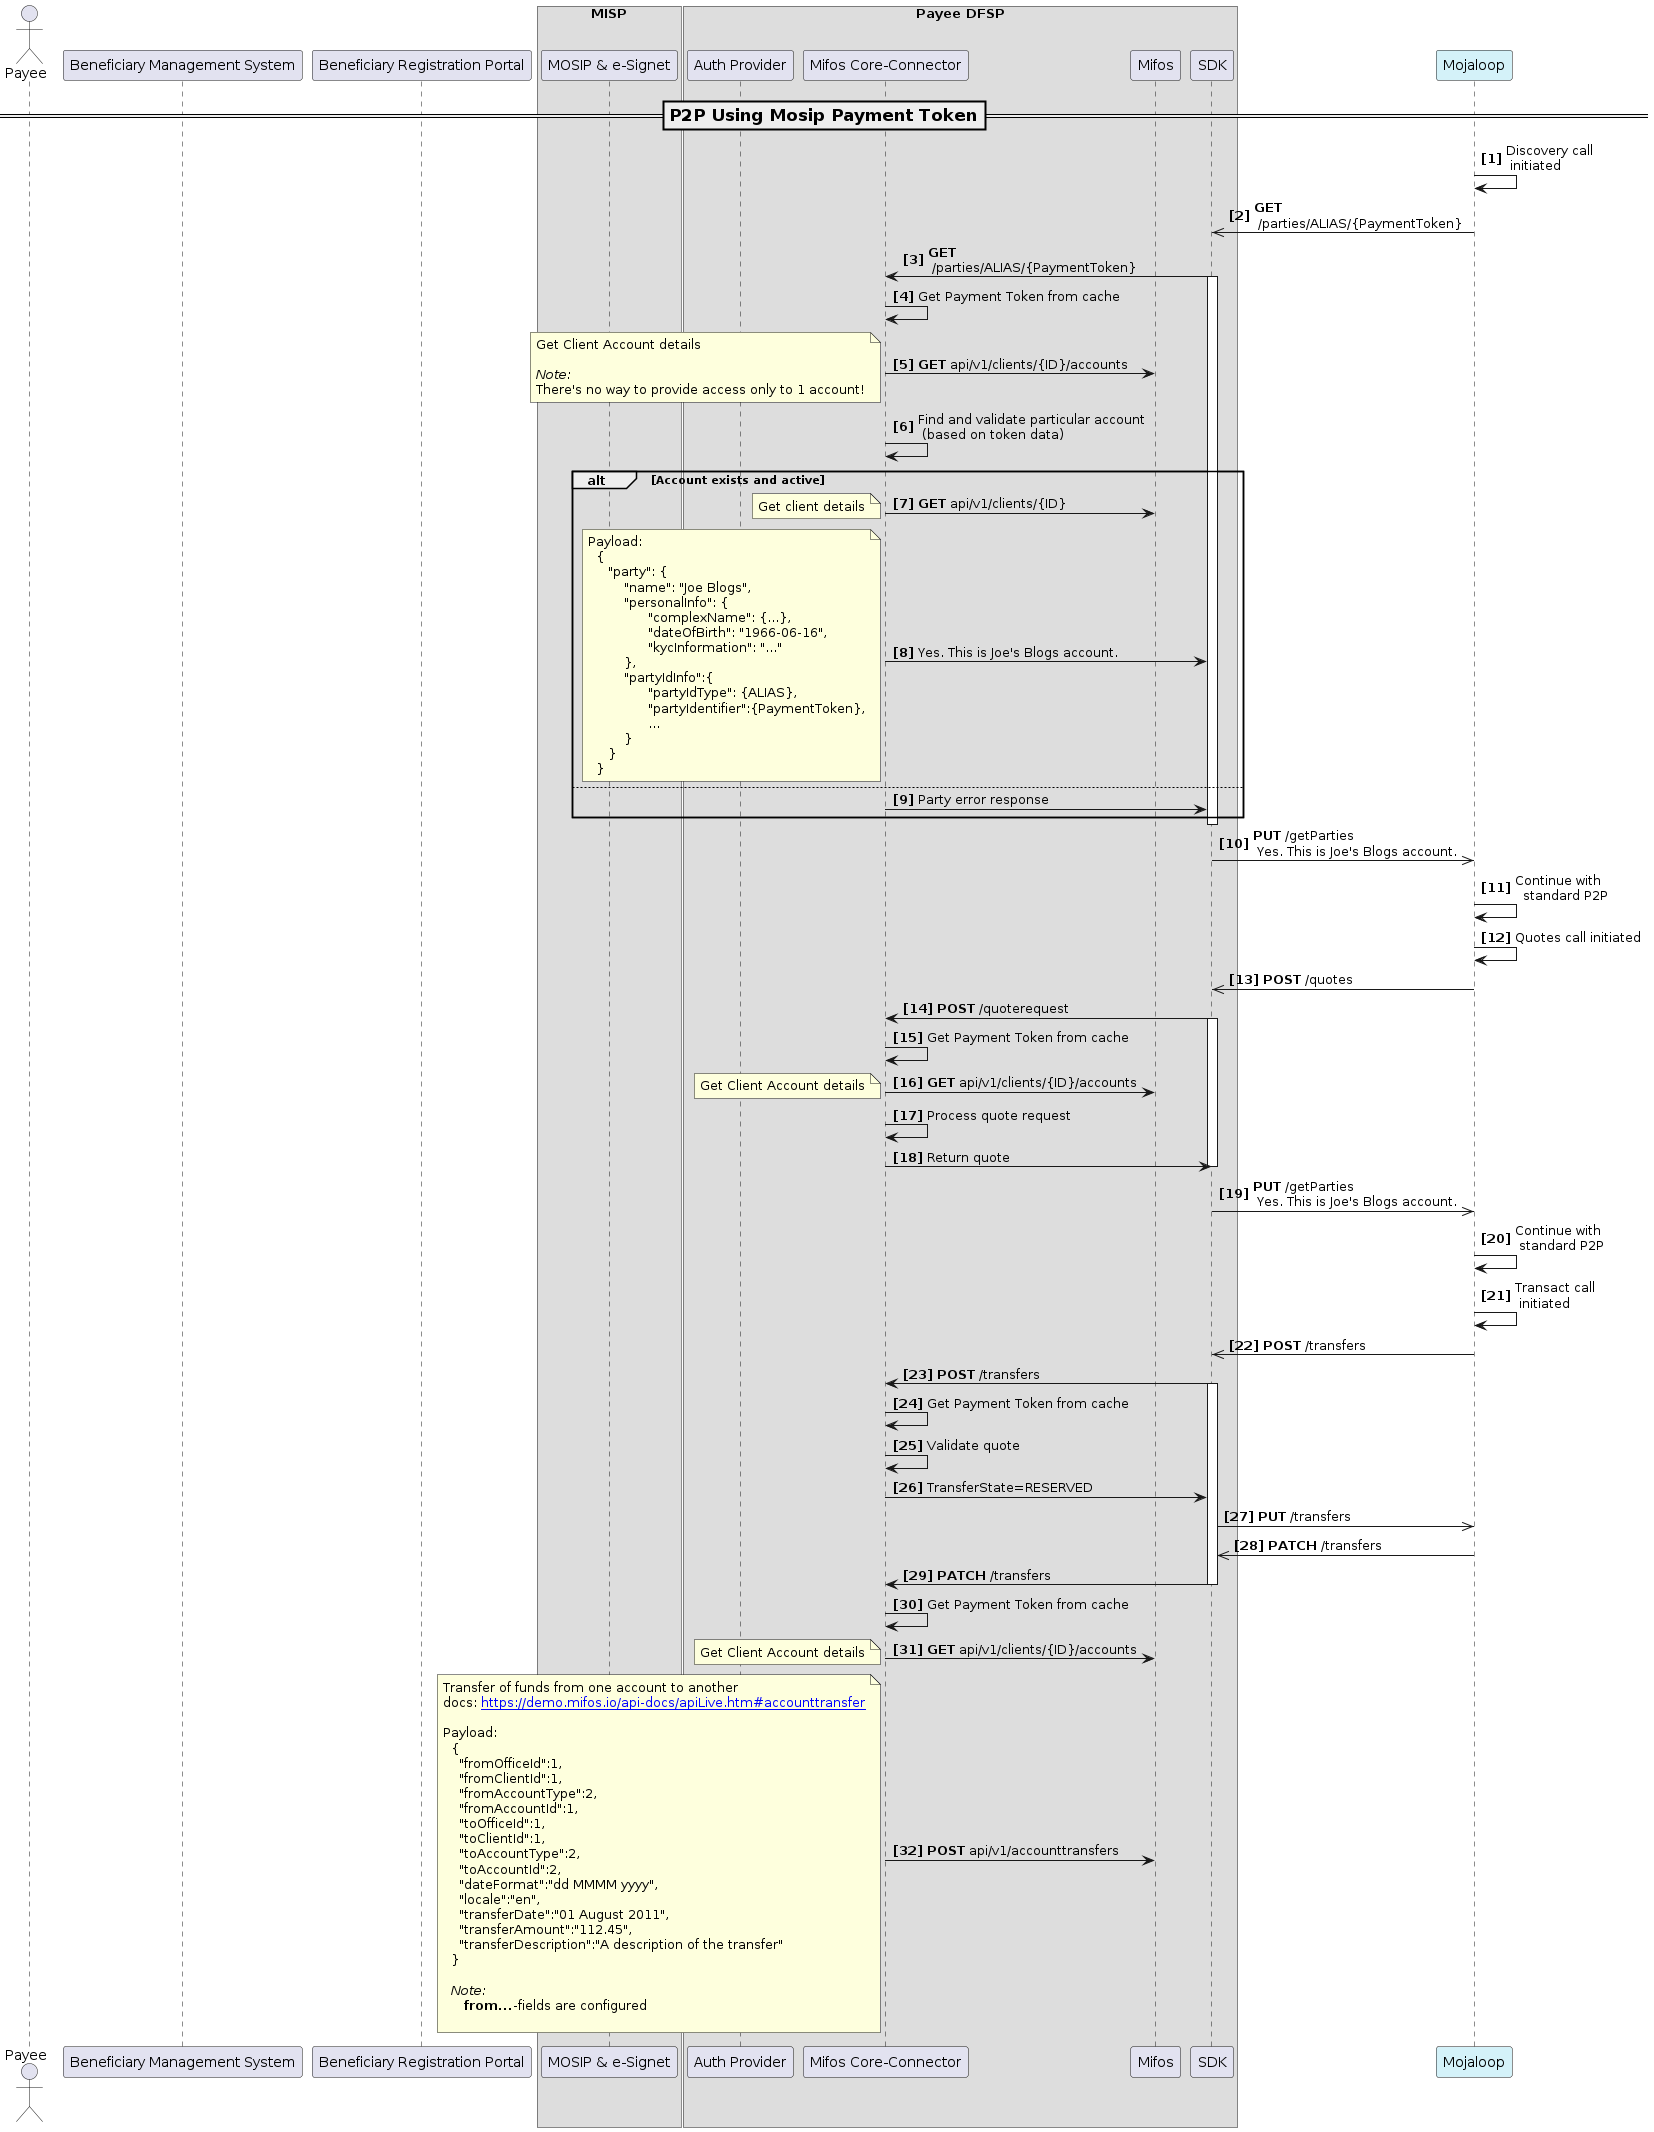 MISP
Payee DFSP
Payee
Beneficiary Management System
Beneficiary Registration Portal
MOSIP & e-Signet
Auth Provider
Mifos Core-Connector
Mifos
SDK
Mojaloop
P2P Using Mosip Payment Token
[1] Discovery call
initiated
[2] GET
/parties/ALIAS/{PaymentToken}
[3] GET
/parties/ALIAS/{PaymentToken}
[4] Get Payment Token from cache
Get Client Account details
Note:
There's no way to provide access only to 1 account!
[5] GET api/v1/clients/{ID}/accounts
[6] Find and validate particular account
(based on token data)
alt [Account exists and active]
Get client details
[7] GET api/v1/clients/{ID}
Payload:
{
"party": {
"name": "Joe Blogs",
"personalInfo": {
"complexName": {...},
"dateOfBirth": "1966-06-16",
"kycInformation": "..."
},
"partyIdInfo":{
"partyIdType": {ALIAS},
"partyIdentifier":{PaymentToken},
...
}
}
}
[8] Yes. This is Joe's Blogs account.
[9] Party error response
[10] PUT /getParties
Yes. This is Joe's Blogs account.
[11] Continue with
standard P2P
[12] Quotes call initiated
[13] POST /quotes
[14] POST /quoterequest
[15] Get Payment Token from cache
Get Client Account details
[16] GET api/v1/clients/{ID}/accounts
[17] Process quote request
[18] Return quote
[19] PUT /getParties
Yes. This is Joe's Blogs account.
[20] Continue with
standard P2P
[21] Transact call
initiated
[22] POST /transfers
[23] POST /transfers
[24] Get Payment Token from cache
[25] Validate quote
[26] TransferState=RESERVED
[27] PUT /transfers
[28] PATCH /transfers
[29] PATCH /transfers
[30] Get Payment Token from cache
Get Client Account details
[31] GET api/v1/clients/{ID}/accounts
Transfer of funds from one account to another
docs: https://demo.mifos.io/api-docs/apiLive.htm#accounttransfer
Payload:
{
"fromOfficeId":1,
"fromClientId":1,
"fromAccountType":2,
"fromAccountId":1,
"toOfficeId":1,
"toClientId":1,
"toAccountType":2,
"toAccountId":2,
"dateFormat":"dd MMMM yyyy",
"locale":"en",
"transferDate":"01 August 2011",
"transferAmount":"112.45",
"transferDescription":"A description of the transfer"
}
Note:
from...-fields are configured
[32] POST api/v1/accounttransfers
Payee
Beneficiary Management System
Beneficiary Registration Portal
MOSIP & e-Signet
Auth Provider
Mifos Core-Connector
Mifos
SDK
Mojaloop